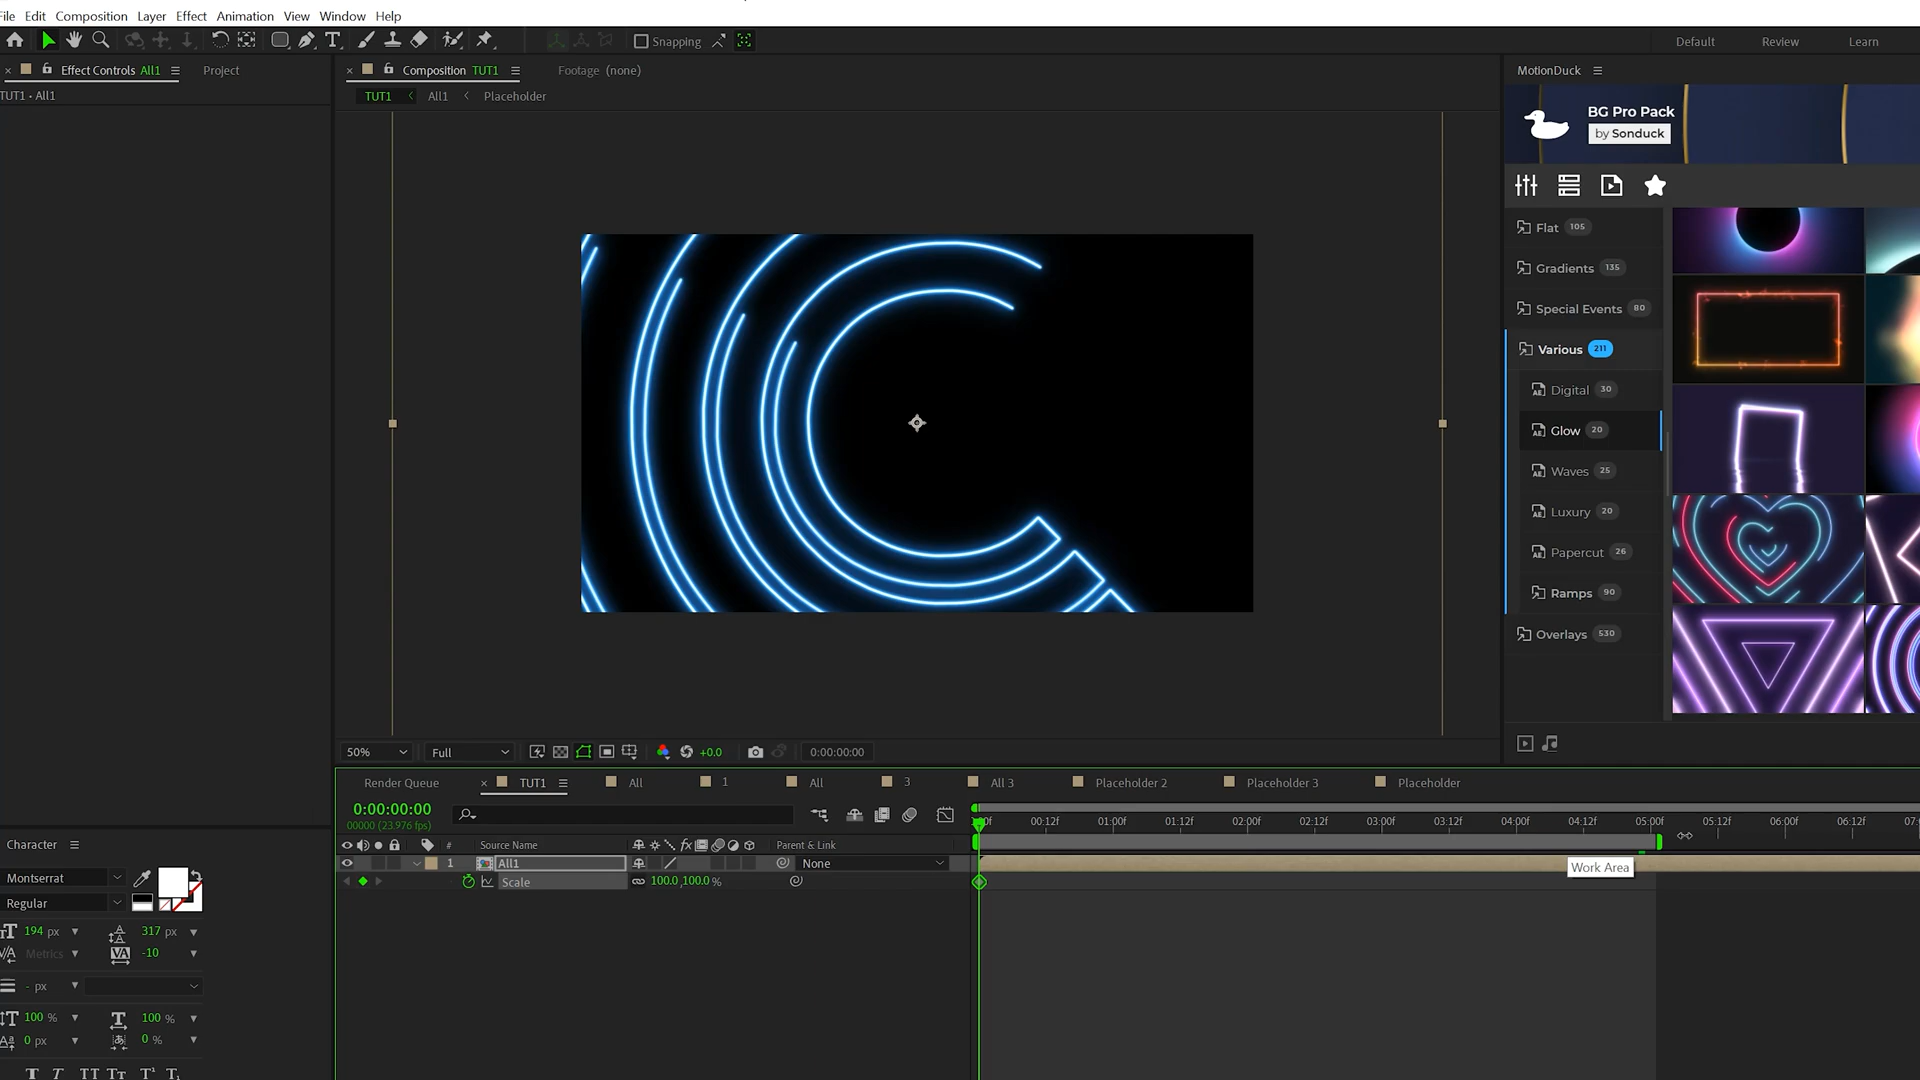 File Edit Composition Layer Effect Animation View Window Help
Snapping
Default Review Learn
Effect Controls All1
Project
TUT1 • All1
Composition TUT1
Footage (none)
TUT1 All1 Placeholder
MotionDuck
BG Pro Pack
by Sonduck
Flat 105
Gradients 135
Special Events 80
Various 211
Digital 30
Glow 20
Waves 25
Luxury 20
Papercut 26
Ramps 90
Overlays 530
50% Full +0.0 0:00:00:00
Render Queue TUT1 All 1 All 3 All 3 Placeholder 2 Placeholder 3 Placeholder
0:00:00:00
00000 (23.976 fps)
00:12f 01:00f 01:12f 02:00f 02:12f 03:00f 03:12f 04:00f 04:12f 05:00f 05:12f 06:00f 06:12f
# Source Name Parent & Link
1 All1 None
Scale 100.0, 100.0 %
Work Area
Character
Montserrat
Regular
194 px 317 px
Metrics -10
- px
100 % 100 %
0 px 0 %
T T TT Tт T¹ T₁